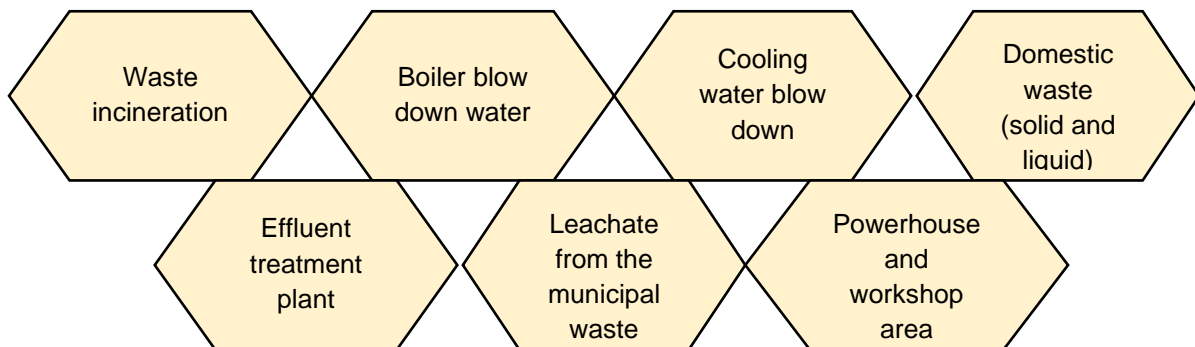 Waste
incineration
Boiler blow
down water
Cooling
water blow
down
Domestic
waste
(solid and
liquid)
Effluent
treatment
plant
Leachate
from the
municipal
waste
Powerhouse
and
workshop
area